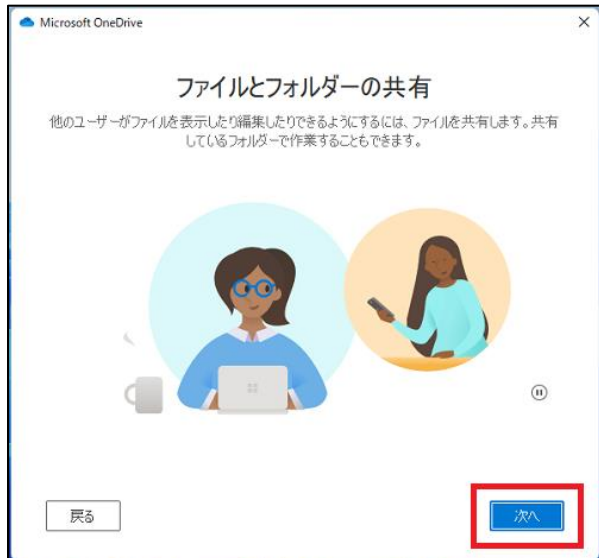 Microsoft OneDrive
ファイルとフォルダーの共有
他のユーザーがファイルを表示したり編集したりできるようにするには、ファイルを共有します。共有
しているフォルダーで作業することもできます。
戻る
次へ